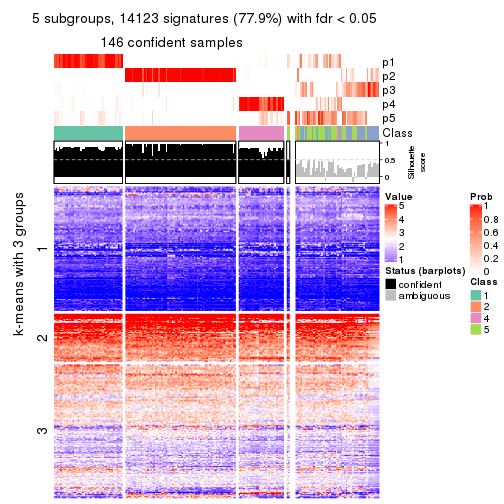 5 subgroups, 14123 signatures (77.9%) with fdr < 0.05
146 confident samples
p1
p2
p3
p4
p5
Class
1
0.5
0
Silhouette
score
k-means with 3 groups
1
2
3
Value
5
4
3
2
1
Status (barplots)
confident
ambiguous
Prob
1
0.8
0.6
0.4
0.2
0
Class
1
2
4
5